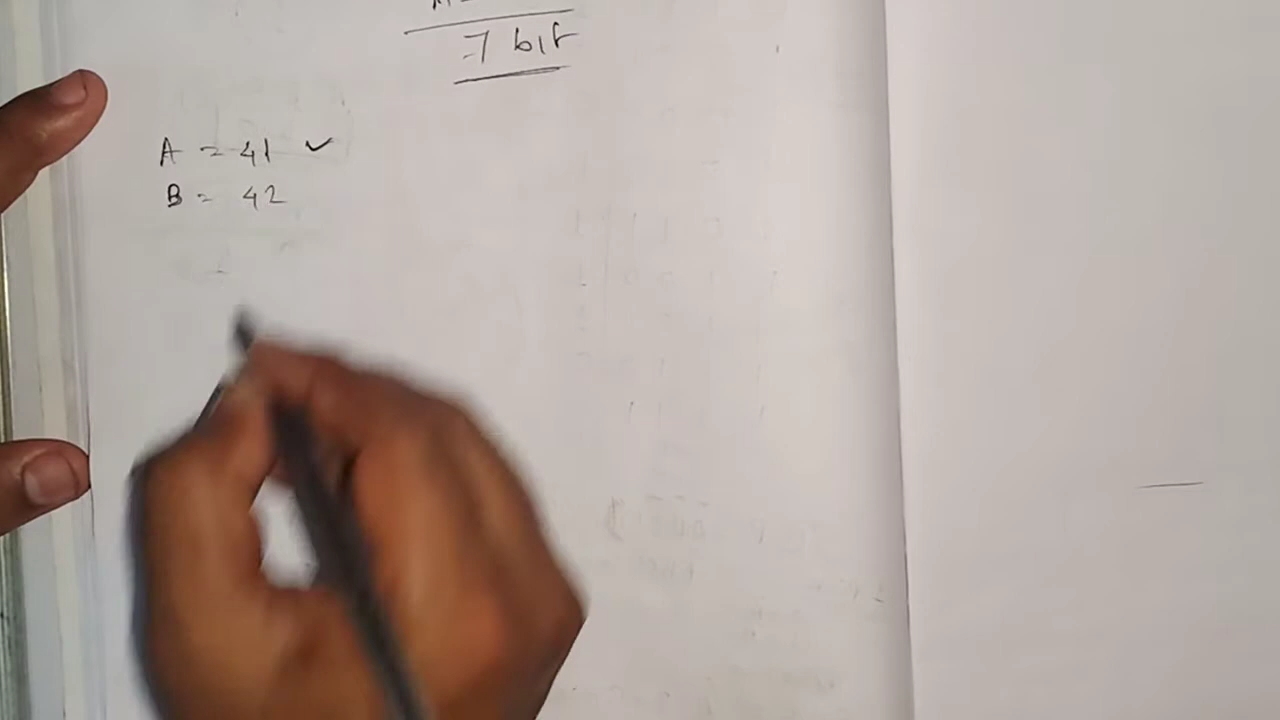 = 7 bit
A = 41 ✓
B = 42